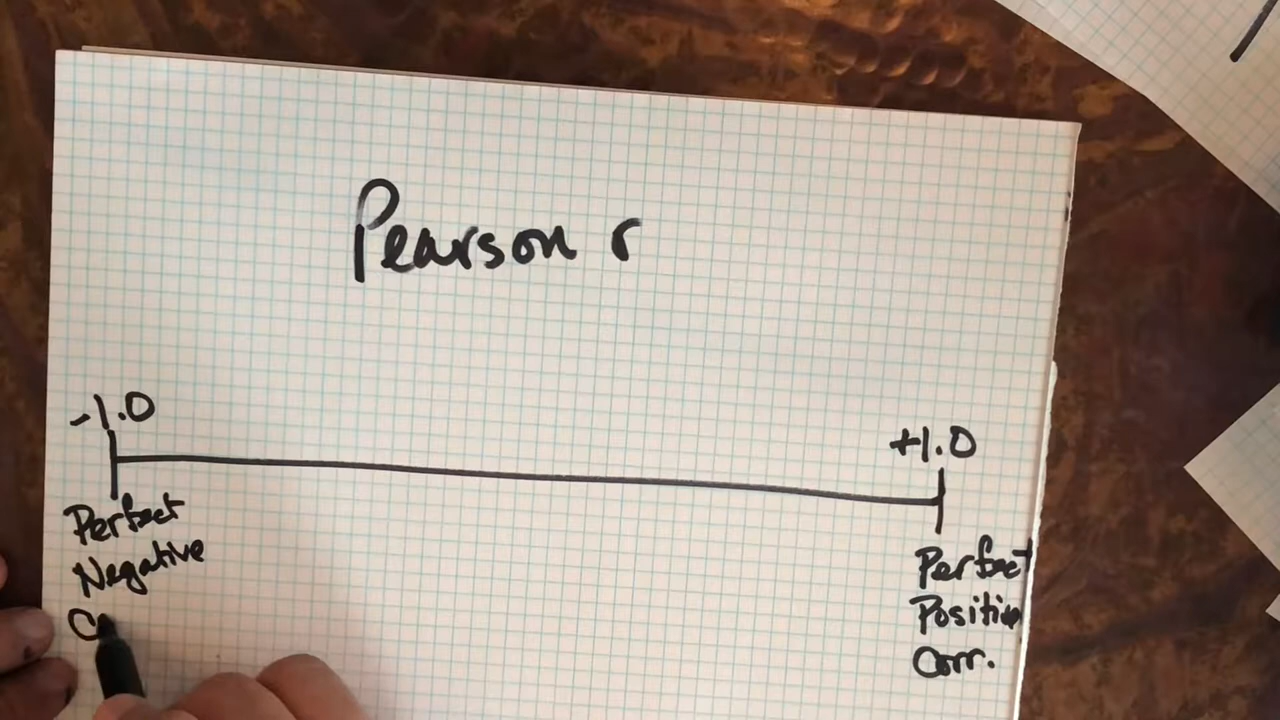 Pearson r
-1.0
+1.0
Perfect
Negative
C
Perfect
Positive
Corr.